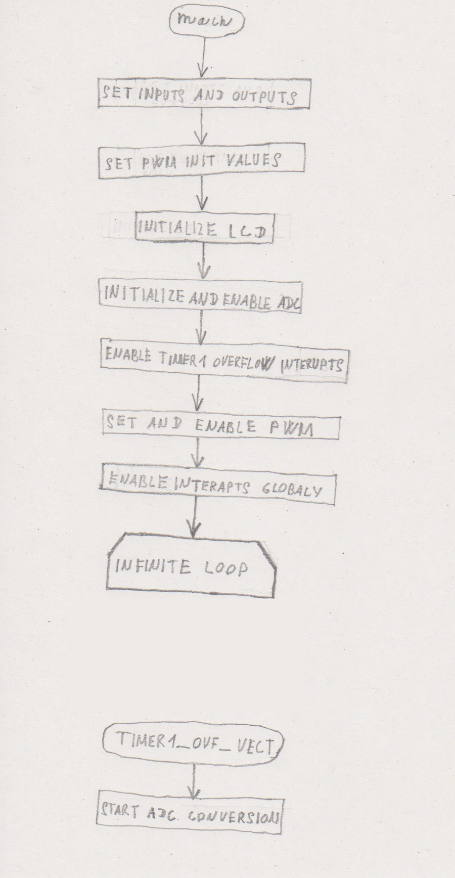 SET INPUTS AND OUTPUTS
SET PWM INIT VALUES
INITIALIZE LCD
INITIALIZE AND ENABLE ADC
ENABLE TIMER1 OVERFLOW INTERUPTS
SET AND ENABLE PWM
ENABLE INTERAPTS GLOBALY
INFINITE LOOP
TIMER1_OVF_VECT
START ADC CONVERSION